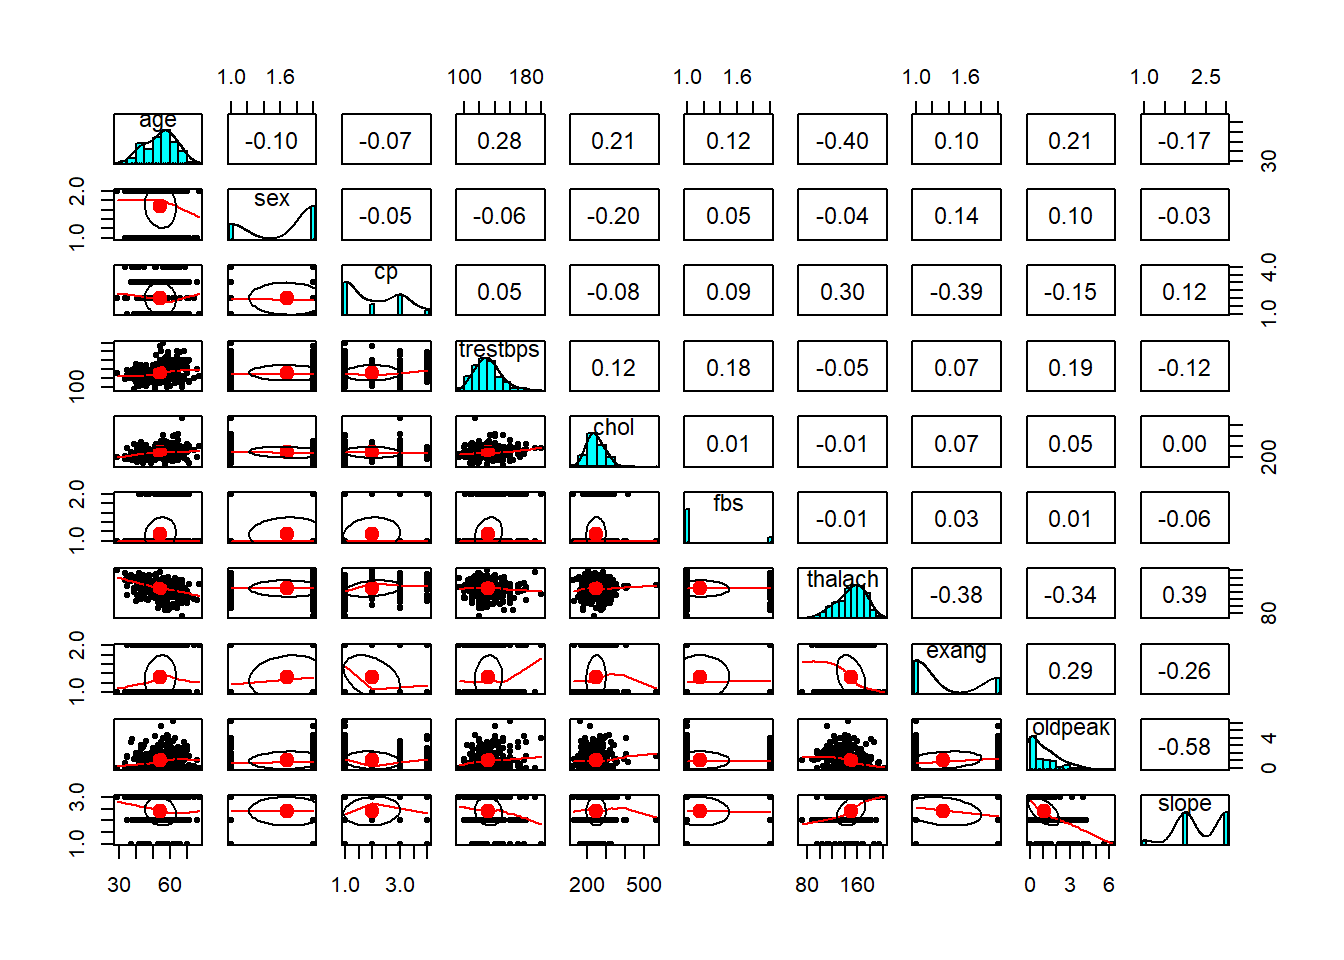 1.0 1.6 100 180 1.0 1.6 1.0 1.6 1.0 2.5
age -0.10 -0.07 0.28 0.21 0.12 -0.40 0.10 0.21 -0.17 30
1.0 2.0 sex -0.05 -0.06 -0.20 0.05 -0.04 0.14 0.10 -0.03
cp 0.05 -0.08 0.09 0.30 -0.39 -0.15 0.12 1.0 4.0
100 trestbps 0.12 0.18 -0.05 0.07 0.19 -0.12
chol 0.01 -0.01 0.07 0.05 0.00 200
1.0 2.0 fbs -0.01 0.03 0.01 -0.06
thalach -0.38 -0.34 0.39 80
1.0 2.0 exang 0.29 -0.26
oldpeak -0.58 0 4
1.0 3.0 slope
30 60 1.0 3.0 200 500 80 160 0 3 6